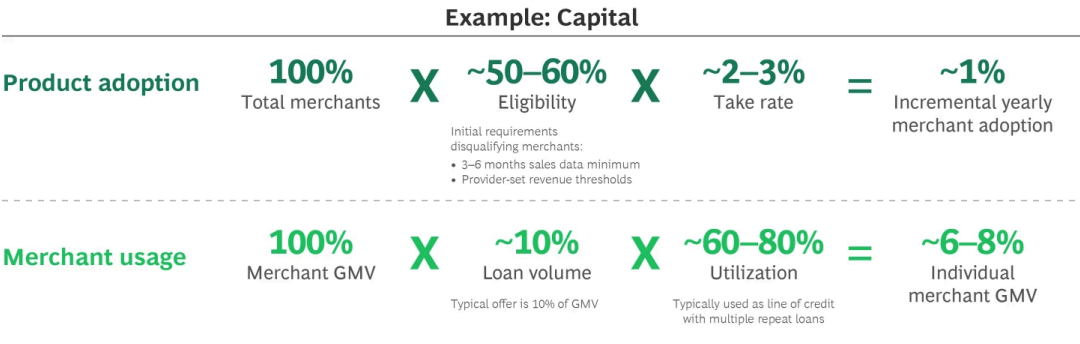 Example: Capital
Product adoption
100%
Total merchants
X
~50–60%
Eligibility
Initial requirements
disqualifying merchants:
• 3–6 months sales data minimum
• Provider-set revenue thresholds
X
~2–3%
Take rate
=
~1%
Incremental yearly
merchant adoption
Merchant usage
100%
Merchant GMV
X
~10%
Loan volume
Typical offer is 10% of GMV
X
~60–80%
Utilization
Typically used as line of credit
with multiple repeat loans
=
~6–8%
Individual
merchant GMV